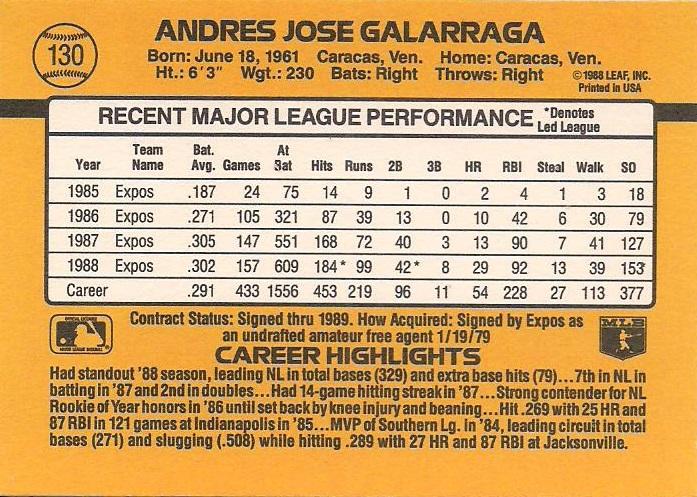 130
ANDRES JOSE GALARRAGA
Born: June 18, 1961 Caracas, Ven. Home: Caracas, Ven.
Ht.: 6'3" Wgt.: 230 Bats: Right Throws: Right
©1988 LEAF, INC.
Printed in USA
RECENT MAJOR LEAGUE PERFORMANCE *Denotes Led League
Year Team Name Bat. Avg. Games At Bat Hits Runs 2B 3B HR RBI Steal Walk SO
1985 Expos .187 24 75 14 9 1 0 2 4 1 3 18
1986 Expos .271 105 321 87 39 13 0 10 42 6 30 79
1987 Expos .305 147 551 168 72 40 3 13 90 7 41 127
1988 Expos .302 157 609 184* 99 42* 8 29 92 13 39 153*
Career .291 433 1556 453 219 96 11 54 228 27 113 377
Contract Status: Signed thru 1989. How Acquired: Signed by Expos as
an undrafted amateur free agent 1/19/79
MLB
CAREER HIGHLIGHTS
Had standout '88 season, leading NL in total bases (329) and extra base hits (79)...7th in NL in
batting in '87 and 2nd in doubles...Had 14-game hitting streak in '87...Strong contender for NL
Rookie of Year honors in '86 until set back by knee injury and beaning...Hit .269 with 25 HR and
87 RBI in 121 games at Indianapolis in '85...MVP of Southern Lg. in '84, leading circuit in total
bases (271) and slugging (.508) while hitting .289 with 27 HR and 87 RBI at Jacksonville.